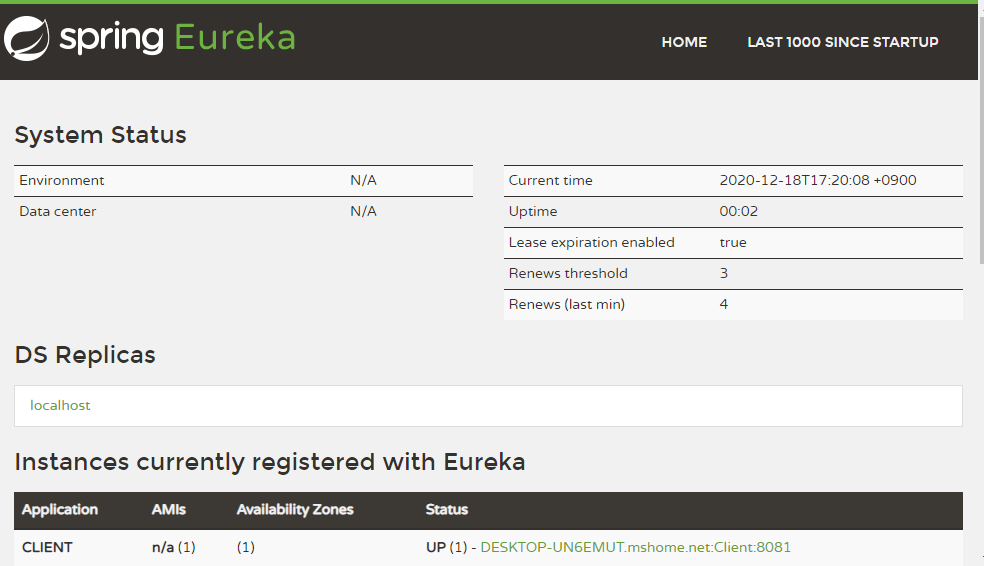 spring Eureka
HOME LAST 1000 SINCE STARTUP
System Status
Environment N/A
Data center N/A
Current time 2020-12-18T17:20:08 +0900
Uptime 00:02
Lease expiration enabled true
Renews threshold 3
Renews (last min) 4
DS Replicas
localhost
Instances currently registered with Eureka
Application AMIs Availability Zones Status
CLIENT n/a (1) (1) UP (1) - DESKTOP-UN6EMUT.mshome.net:Client:8081